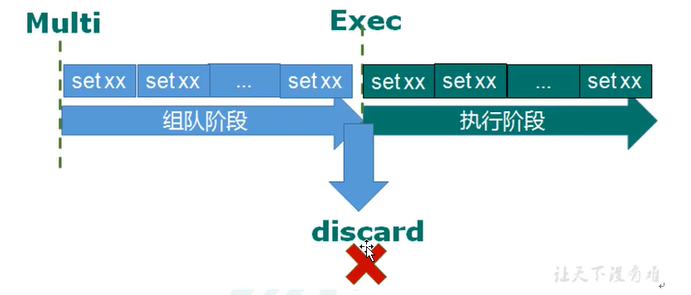 Multi
Exec
set xx set xx ... set xx set xx set xx ... set xx
组队阶段 执行阶段
discard
让天下没有难